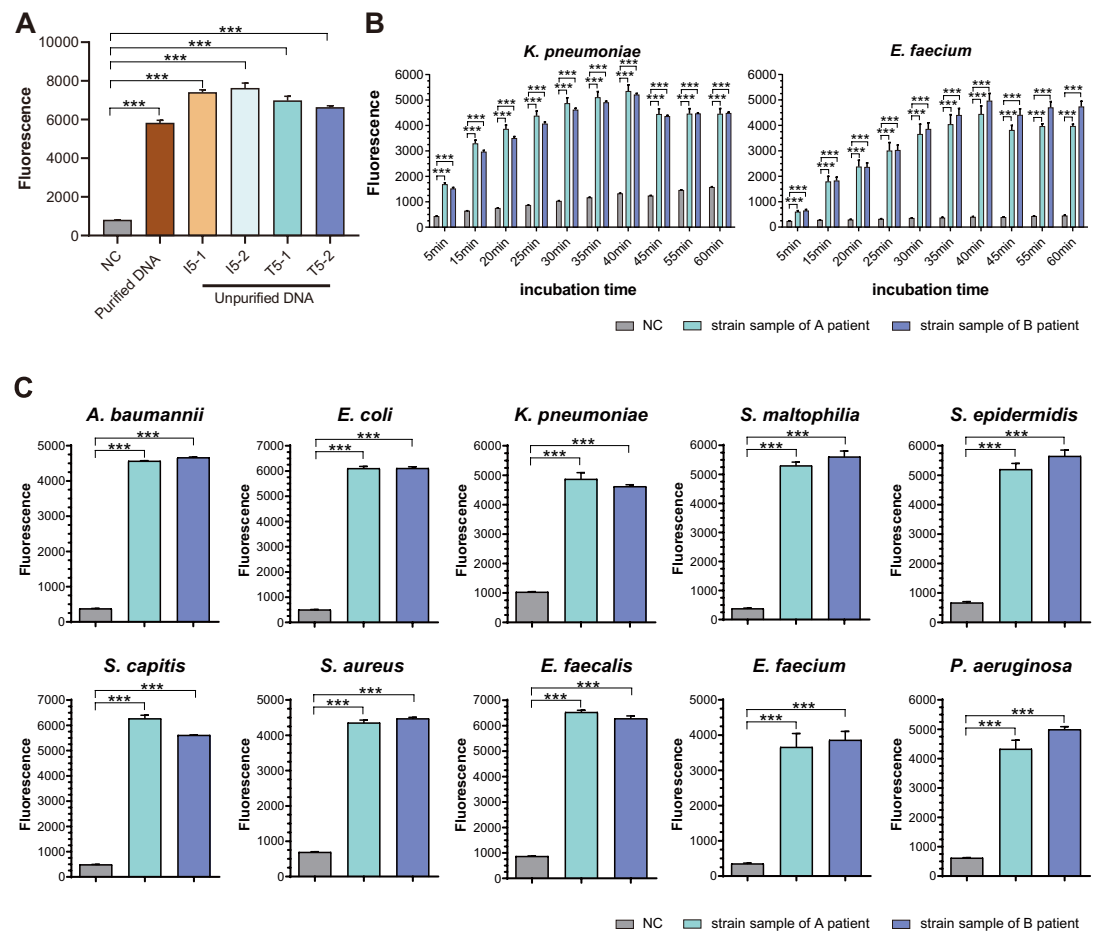 A
Fluorescence
10000
8000
6000
4000
2000
0
***
***
***
***
***
NC
Purified DNA
I5-1
I5-2
T5-1
T5-2
Unpurified DNA
B
K. pneumoniae
Fluorescence
6000
5000
4000
3000
2000
1000
0
*** *** *** *** *** *** *** *** *** ***
*** *** *** *** *** *** *** *** *** ***
5min 15min 20min 25min 30min 35min 40min 45min 55min 60min
incubation time
E. faecium
6000
5000
4000
3000
2000
1000
0
*** *** *** *** *** *** *** *** *** ***
*** *** *** *** *** *** *** *** *** ***
5min 15min 20min 25min 30min 35min 40min 45min 55min 60min
incubation time
NC strain sample of A patient strain sample of B patient
C
A. baumannii
Fluorescence
5000
4000
3000
2000
1000
0
***
***
E. coli
Fluorescence
7000
6000
5000
4000
3000
2000
1000
0
***
***
K. pneumoniae
Fluorescence
6000
5000
4000
3000
2000
1000
0
***
***
S. maltophilia
Fluorescence
6000
5000
4000
3000
2000
1000
0
***
***
S. epidermidis
Fluorescence
6000
5000
4000
3000
2000
1000
0
***
***
S. capitis
Fluorescence
7000
6000
5000
4000
3000
2000
1000
0
***
***
S. aureus
Fluorescence
5000
4000
3000
2000
1000
0
***
***
E. faecalis
Fluorescence
7000
6000
5000
4000
3000
2000
1000
0
***
***
E. faecium
Fluorescence
5000
4000
3000
2000
1000
0
***
***
P. aeruginosa
Fluorescence
6000
5000
4000
3000
2000
1000
0
***
***
NC strain sample of A patient strain sample of B patient